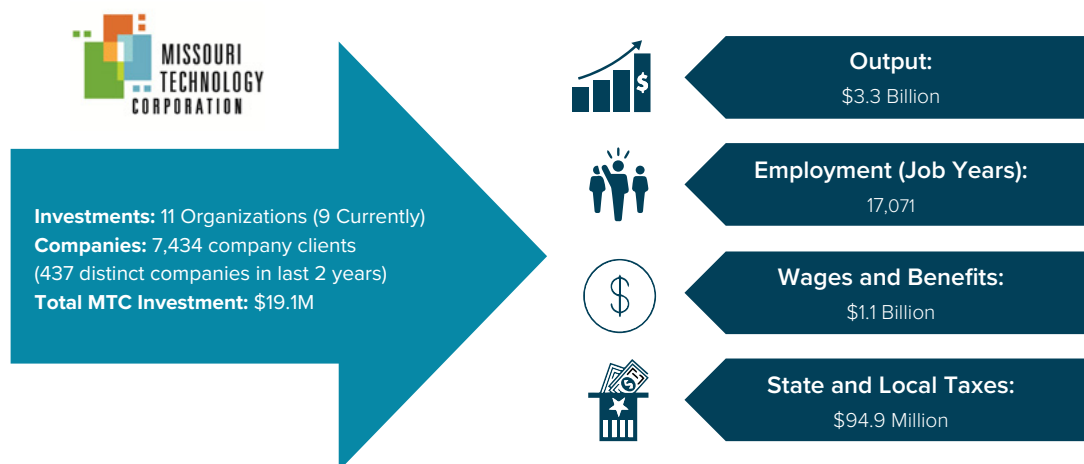 MISSOURI
TECHNOLOGY
CORPORATION
Investments: 11 Organizations (9 Currently)
Companies: 7,434 company clients
(437 distinct companies in last 2 years)
Total MTC Investment: $19.1M
$
Output:
$3.3 Billion
Employment (Job Years):
17,071
$
Wages and Benefits:
$1.1 Billion
$
State and Local Taxes:
$94.9 Million